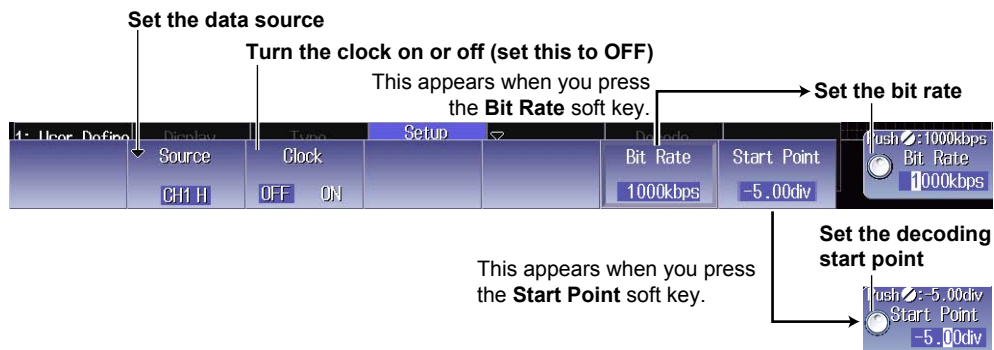 Set the data source
Turn the clock on or off (set this to OFF)
This appears when you press
the Bit Rate soft key.
Set the bit rate
Setup
Source
Clock
Bit Rate
Start Point
CH1 H
OFF ON
1000kbps
-5.00div
Push :1000kbps
Bit Rate
1000kbps
Set the decoding
start point
This appears when you press
the Start Point soft key.
Push :-5.00div
Start Point
-5.00div